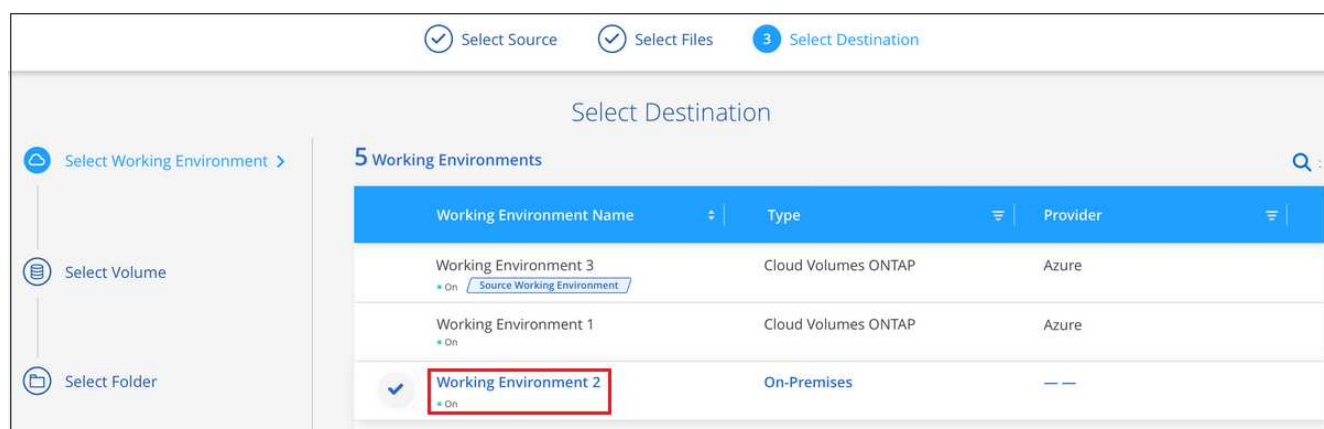 Select Source
Select Files
3 Select Destination
Select Destination
Select Working Environment
Select Volume
Select Folder
5 Working Environments
Working Environment Name Type Provider
Working Environment 3 Cloud Volumes ONTAP Azure
On Source Working Environment
Working Environment 1 Cloud Volumes ONTAP Azure
On
Working Environment 2 On-Premises — —
On